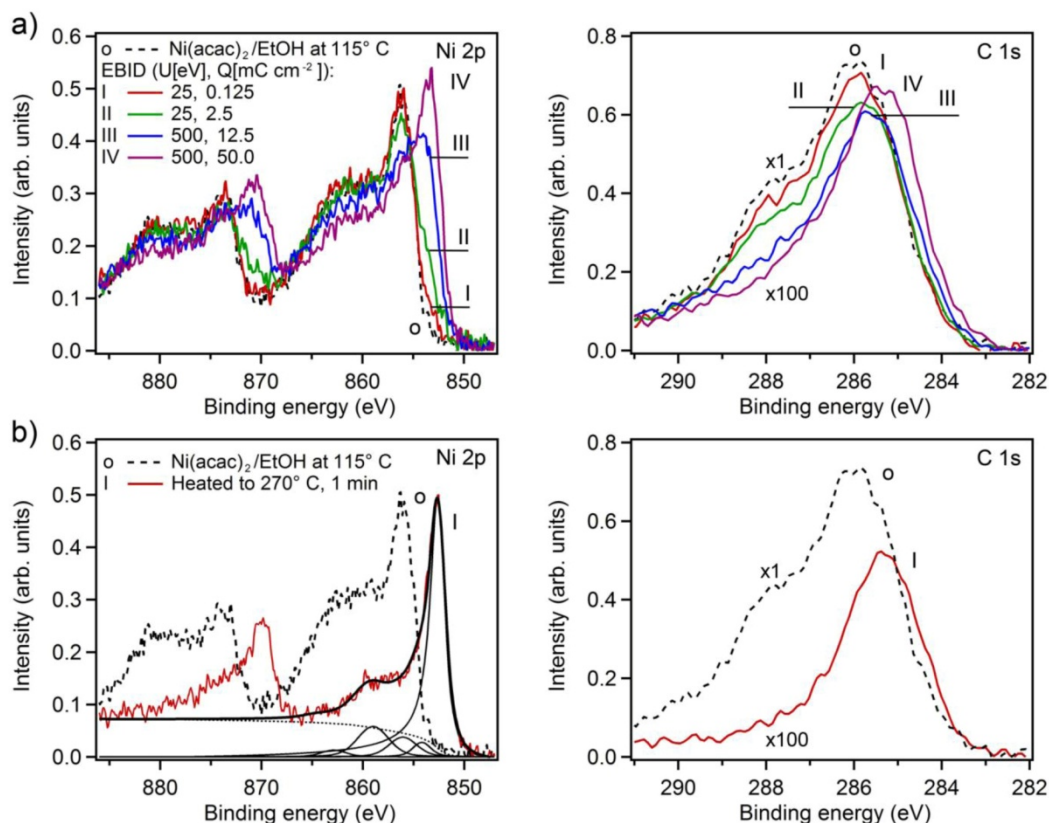 a)
Ni 2p
o Ni(acac)2/EtOH at 115° C
EBID (U[eV], Q[mC cm-2]):
I 25, 0.125
II 25, 2.5
III 500, 12.5
IV 500, 50.0
IV
III
II
I
o
0.6
0.5
0.4
0.3
0.2
0.1
0.0
Intensity (arb. units)
880 870 860 850
Binding energy (eV)
C 1s
o
I
II
IV
III
x1
x100
0.8
0.6
0.4
0.2
0.0
Intensity (arb. units)
290 288 286 284 282
Binding energy (eV)
b)
Ni 2p
o Ni(acac)2/EtOH at 115° C
I Heated to 270° C, 1 min
o
I
0.6
0.5
0.4
0.3
0.2
0.1
0.0
Intensity (arb. units)
880 870 860 850
Binding energy (eV)
C 1s
o
I
x1
x100
0.8
0.6
0.4
0.2
0.0
Intensity (arb. units)
290 288 286 284 282
Binding energy (eV)